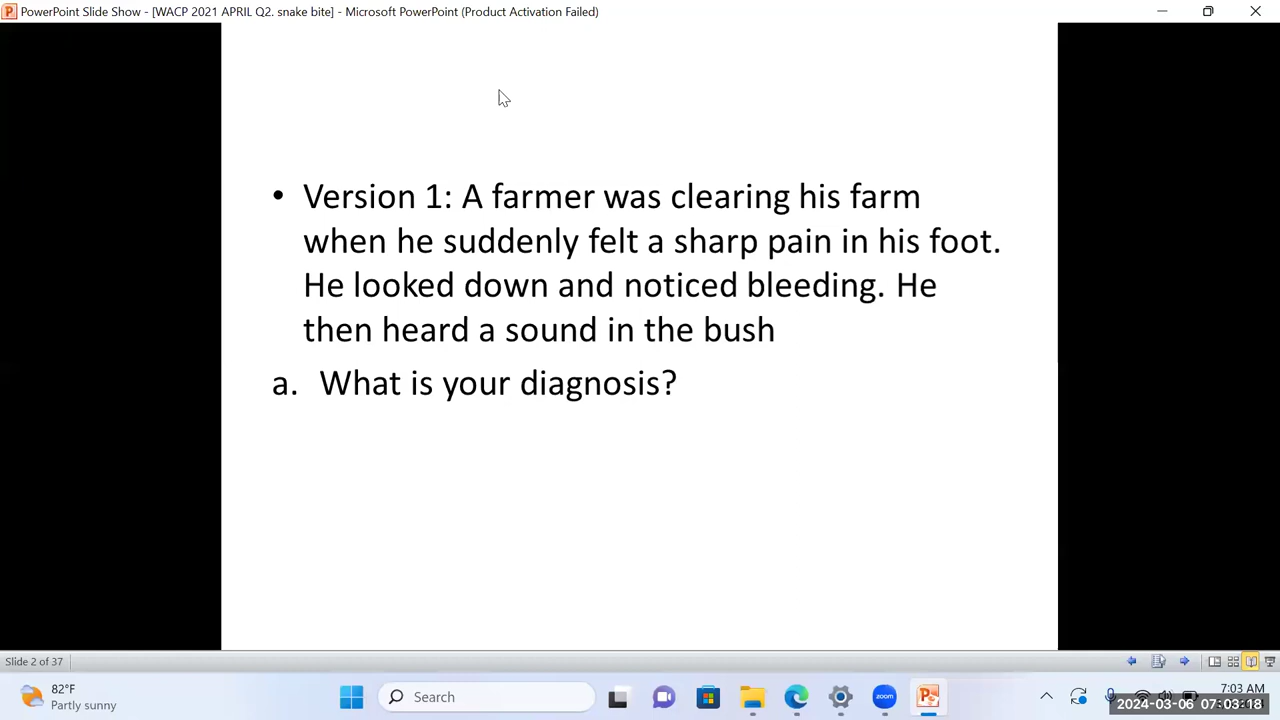 PowerPoint Slide Show - [WACP 2021 APRIL Q2. snake bite] - Microsoft PowerPoint (Product Activation Failed)
• Version 1: A farmer was clearing his farm
when he suddenly felt a sharp pain in his foot.
He looked down and noticed bleeding. He
then heard a sound in the bush
a. What is your diagnosis?
Slide 2 of 37
82°F
Partly sunny
Search
zoom
7:03 AM
2024-03-06 07:03:18